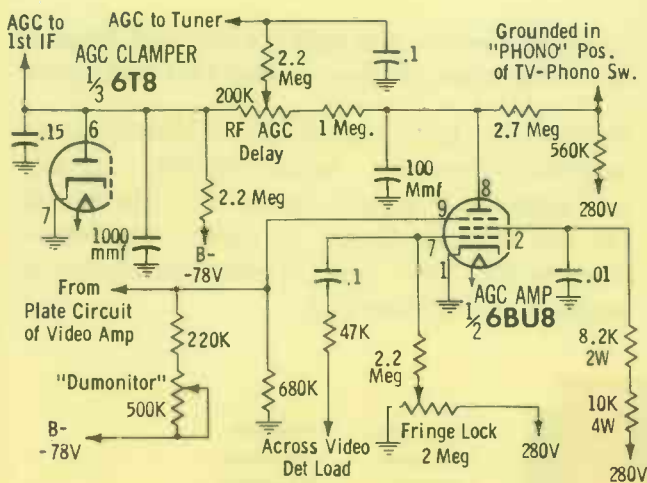 AGC to
1st IF
AGC to Tuner
AGC CLAMPER
1/3 6T8
2.2
Meg
.1
Grounded in
"PHONO" Pos.
of TV-Phono Sw.
200K
RF AGC
Delay
1 Meg.
2.7 Meg
560K
280V
.15
6
7
1000
mmf
2.2 Meg
B-
-78V
100
Mmf
8
9
7
2
1
AGC AMP
1/2 6BU8
.01
From
Plate Circuit
of Video Amp
220K
"Dumonitor"
500K
B-
-78V
680K
.1
47K
Across Video
Det Load
2.2
Meg
Fringe Lock
2 Meg
280V
8.2K
2W
10K
4W
280V